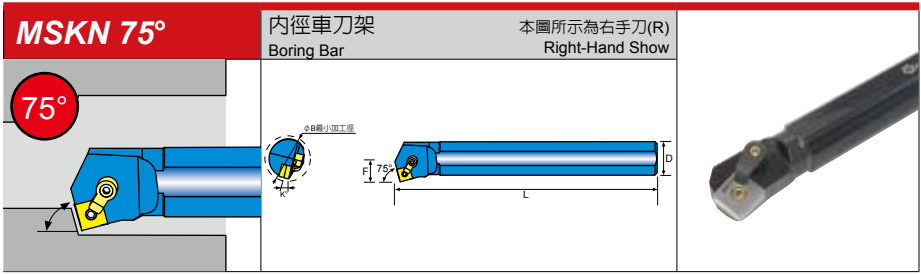 MSKN 75°
內徑車刀架
Boring Bar
本圖所示為右手刀(R)
Right-Hand Show
75°
φB最小加工徑
K
F
75°
L
D